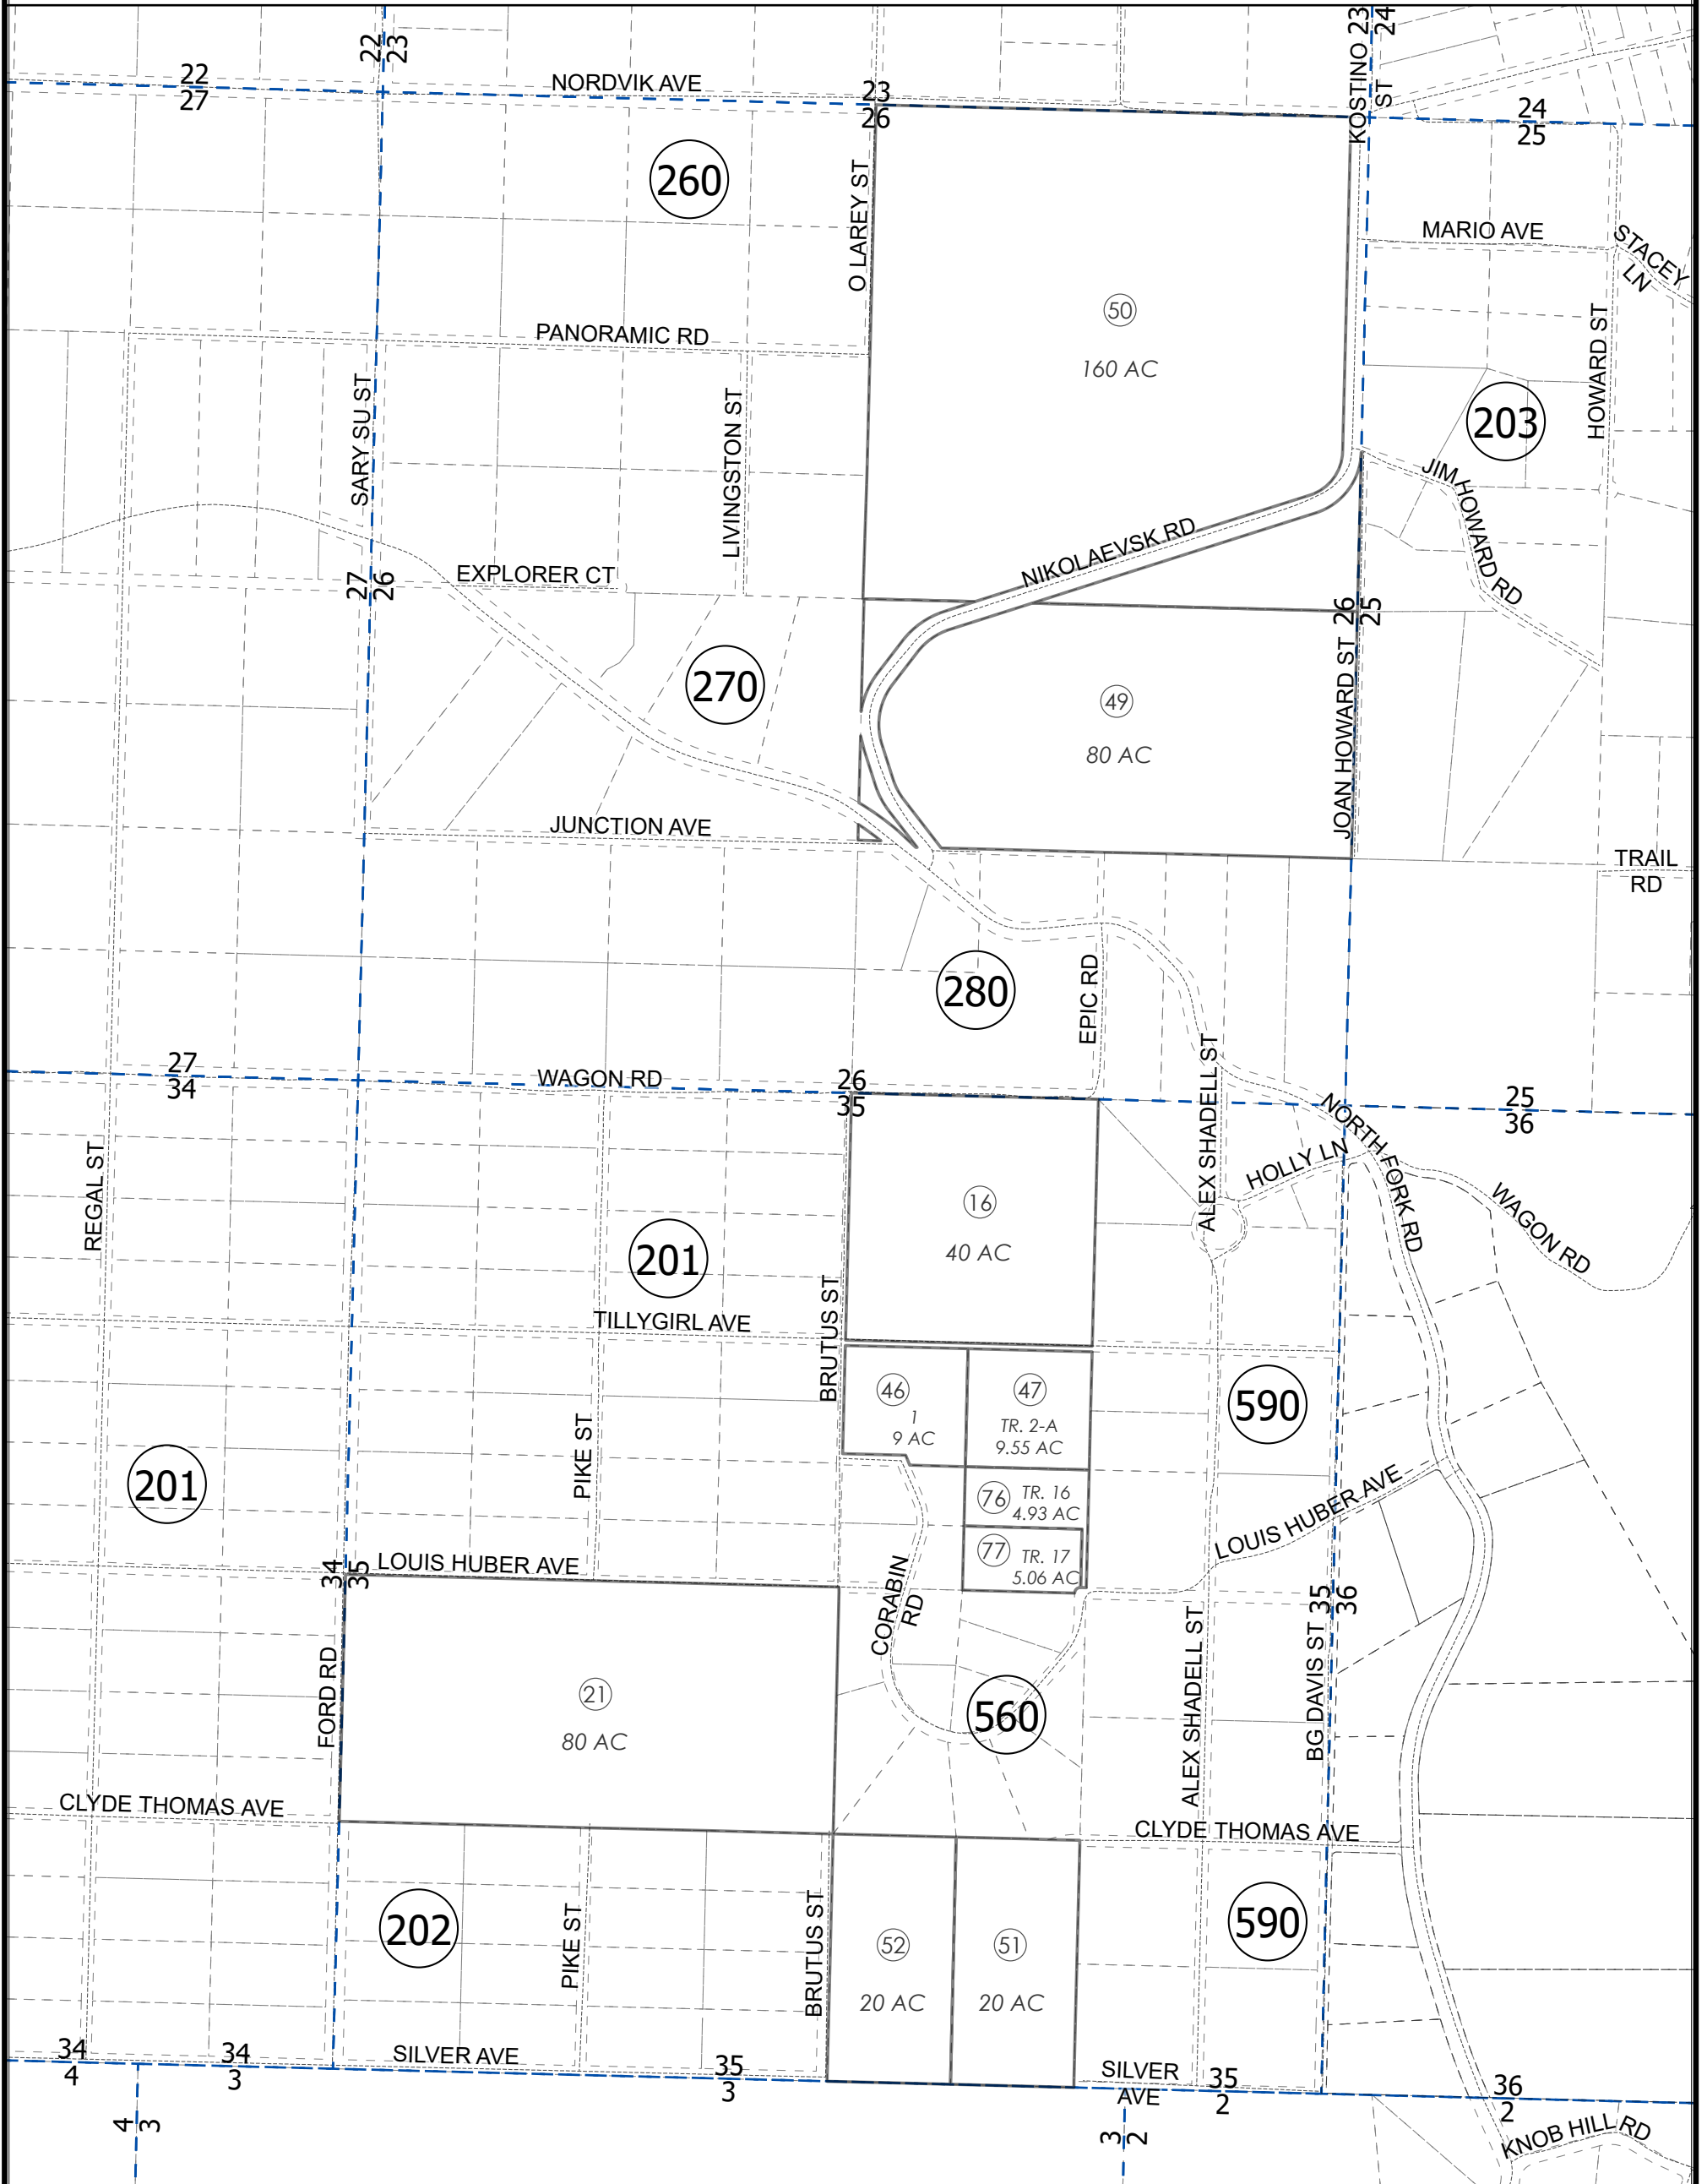 22
23
KOSTINO
ST
23
24
22
27
NORDVIK AVE
23
26
24
25
260
O LAREY ST
MARIO AVE
STACEY
LN
50
160 AC
PANORAMIC RD
HOWARD ST
SARY SU ST
LIVINGSTON ST
203
JIM HOWARD RD
NIKOLAEVSK RD
EXPLORER CT
27
26
26
25
270
49
80 AC
JOAN HOWARD ST
JUNCTION AVE
TRAIL
RD
280
EPIC RD
ALEX SHADELL ST
27
34
WAGON RD
26
35
25
36
NORTH FORK RD
HOLLY LN
WAGON RD
REGAL ST
16
40 AC
201
BRUTUS ST
TILLYGIRL AVE
46
1
9 AC
47
TR. 2-A
9.55 AC
590
PIKE ST
201
76
TR. 16
4.93 AC
LOUIS HUBER AVE
77
TR. 17
5.06 AC
34
35
LOUIS HUBER AVE
CORABIN
RD
35
36
FORD RD
21
80 AC
560
ALEX SHADELL ST
BG DAVIS ST
CLYDE THOMAS AVE
CLYDE THOMAS AVE
202
PIKE ST
BRUTUS ST
52
20 AC
51
20 AC
590
34
4
34
3
SILVER AVE
35
3
SILVER
AVE
35
2
36
2
4
3
3
2
KNOB HILL RD